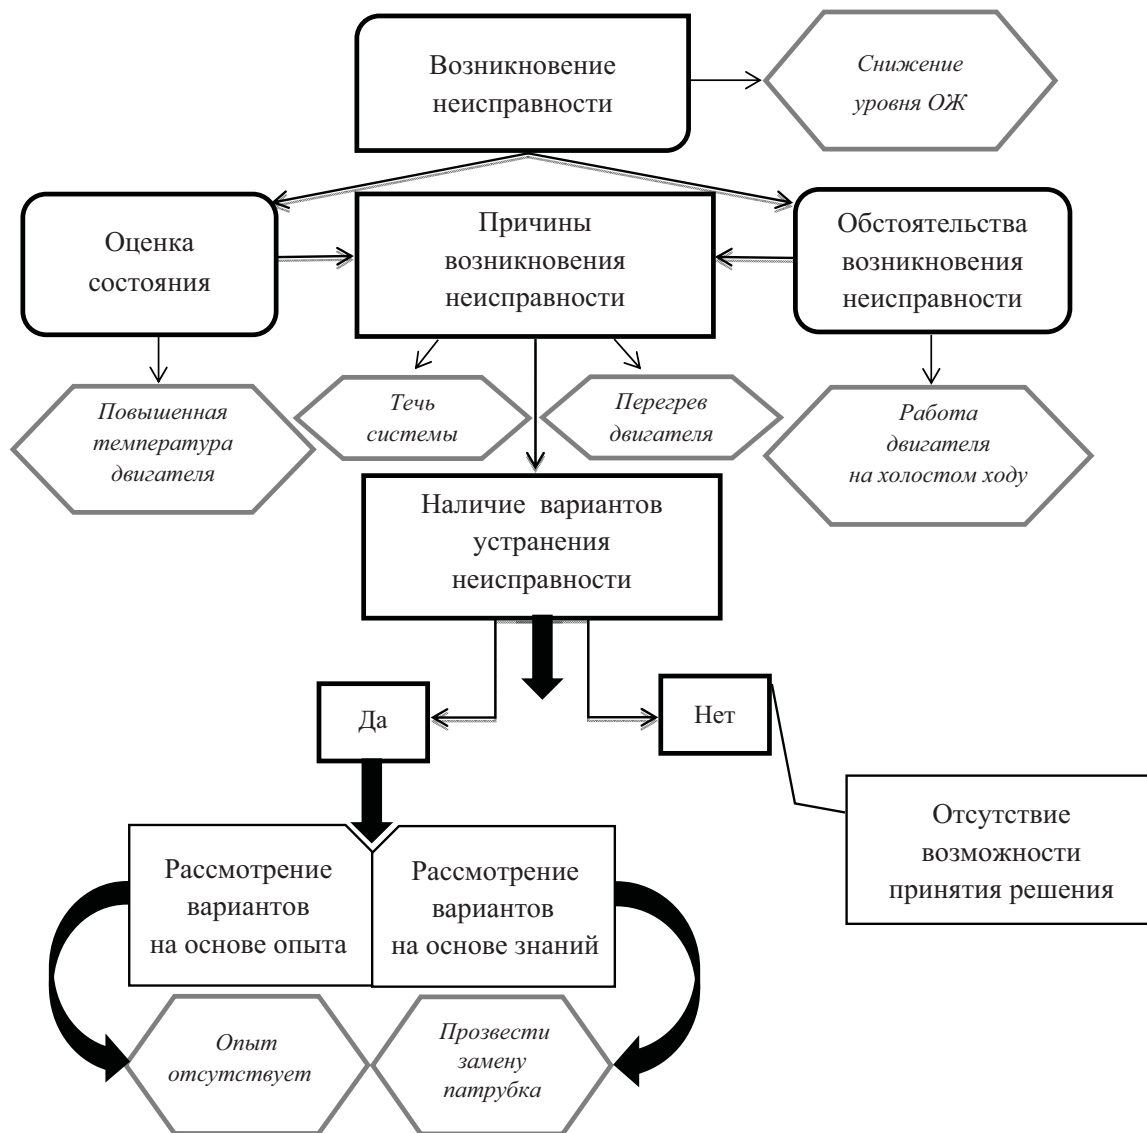 Возникновение
неисправности
Снижение
уровня ОЖ
Оценка
состояния
Причины
возникновения
неисправности
Обстоятельства
возникновения
неисправности
Повышенная
температура
двигателя
Течь
системы
Перегрев
двигателя
Работа
двигателя
на холостом ходу
Наличие вариантов
устранения
неисправности
Да
Нет
Отсутствие
возможности
принятия решения
Рассмотрение
вариантов
на основе опыта
Рассмотрение
вариантов
на основе знаний
Опыт
отсутствует
Прозвести
замену
патрубка